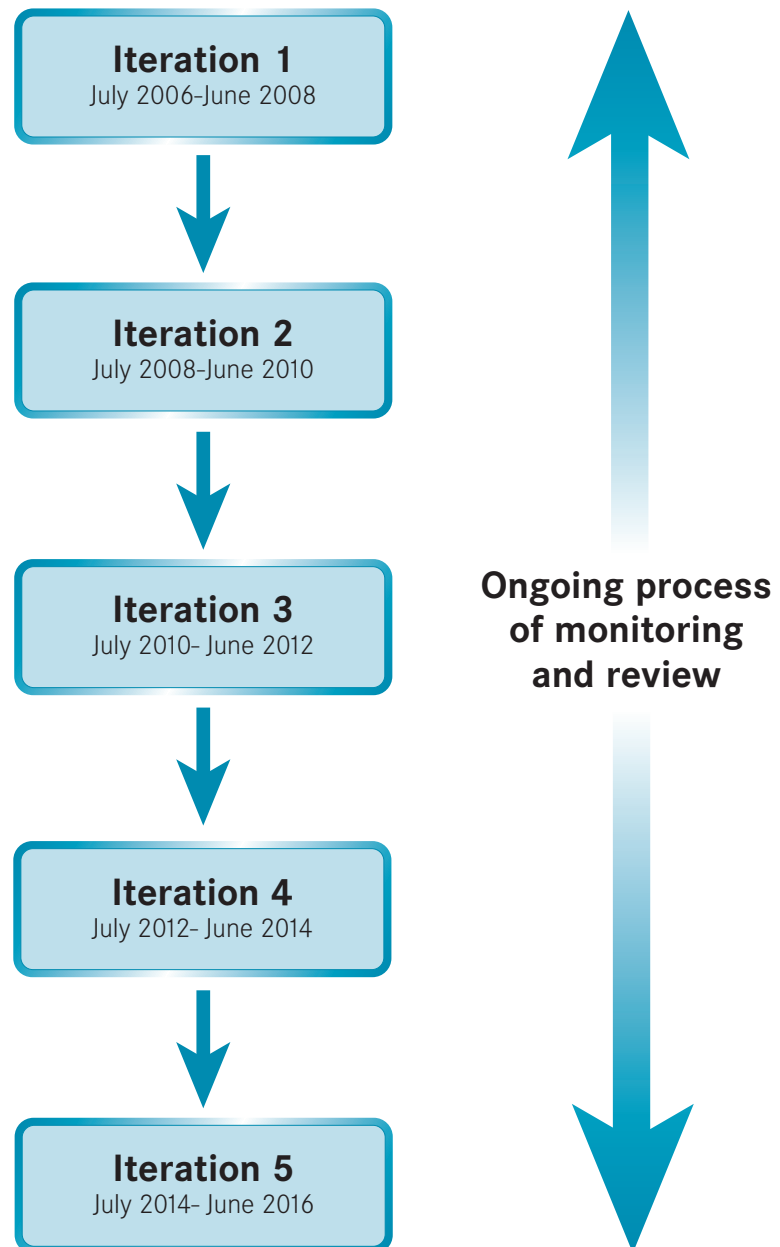 Iteration 1
July 2006-June 2008
Iteration 2
July 2008-June 2010
Iteration 3
July 2010- June 2012
Iteration 4
July 2012- June 2014
Iteration 5
July 2014- June 2016
Ongoing process
of monitoring
and review